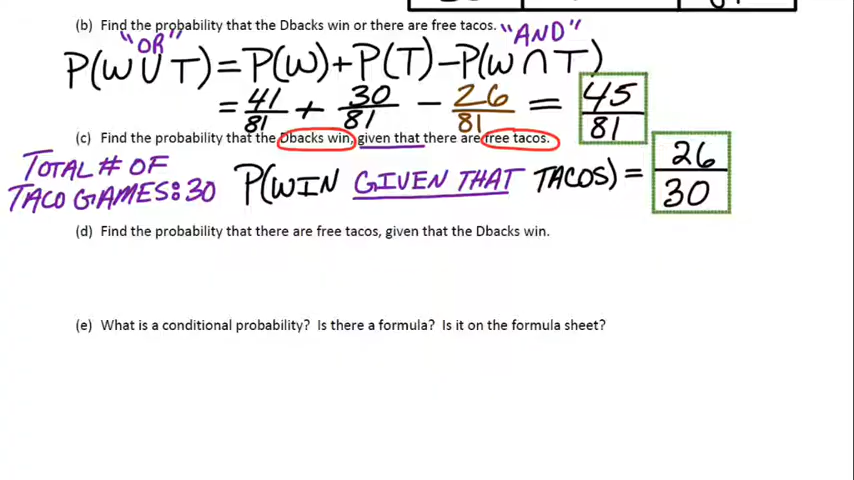 (b) Find the probability that the Dbacks win or there are free tacos.
"OR" "AND"
P(W ∪ T) = P(W) + P(T) - P(W ∩ T)
= 41/81 + 30/81 - 26/81 = 45/81
(c) Find the probability that the Dbacks win, given that there are free tacos.
TOTAL # OF
TACO GAMES: 30
P(WIN GIVEN THAT TACOS) = 26/30
(d) Find the probability that there are free tacos, given that the Dbacks win.
(e) What is a conditional probability? Is there a formula? Is it on the formula sheet?